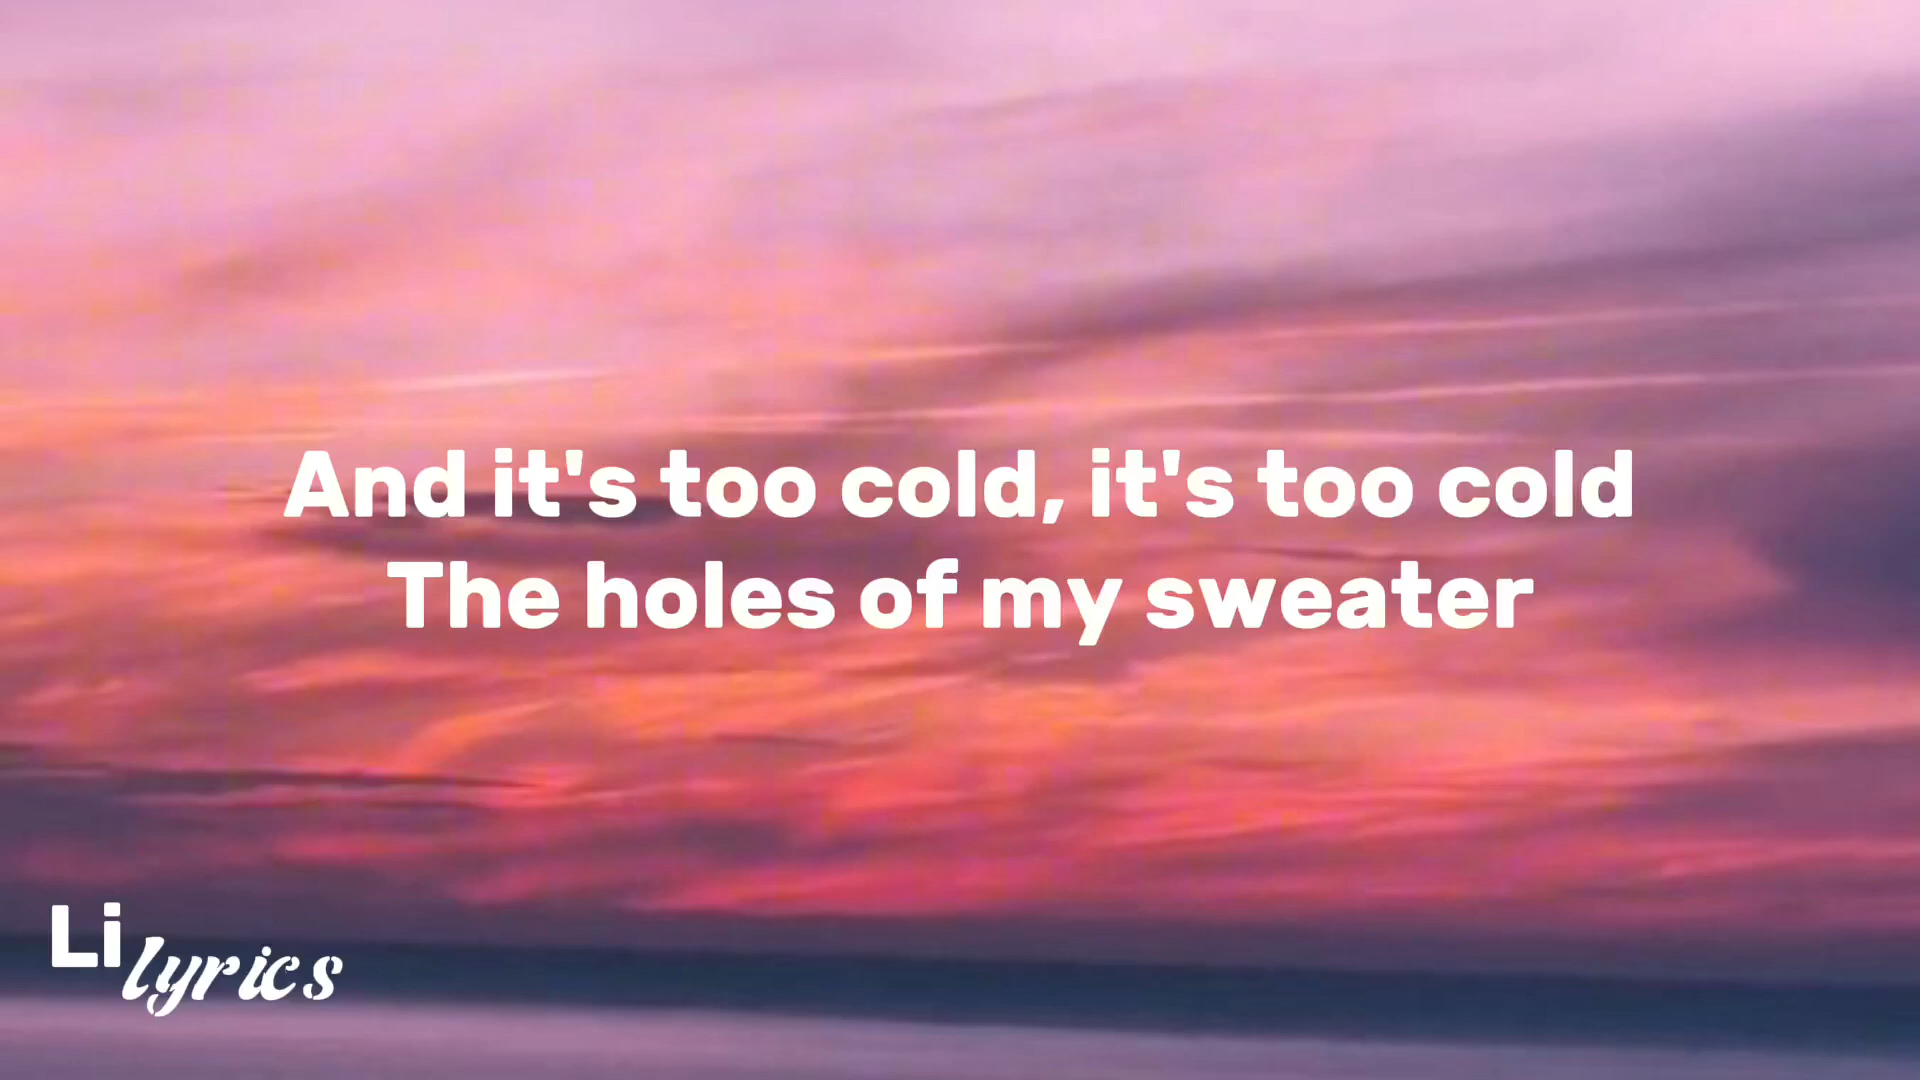 And it's too cold, it's too cold
The holes of my sweater
Li lyrics